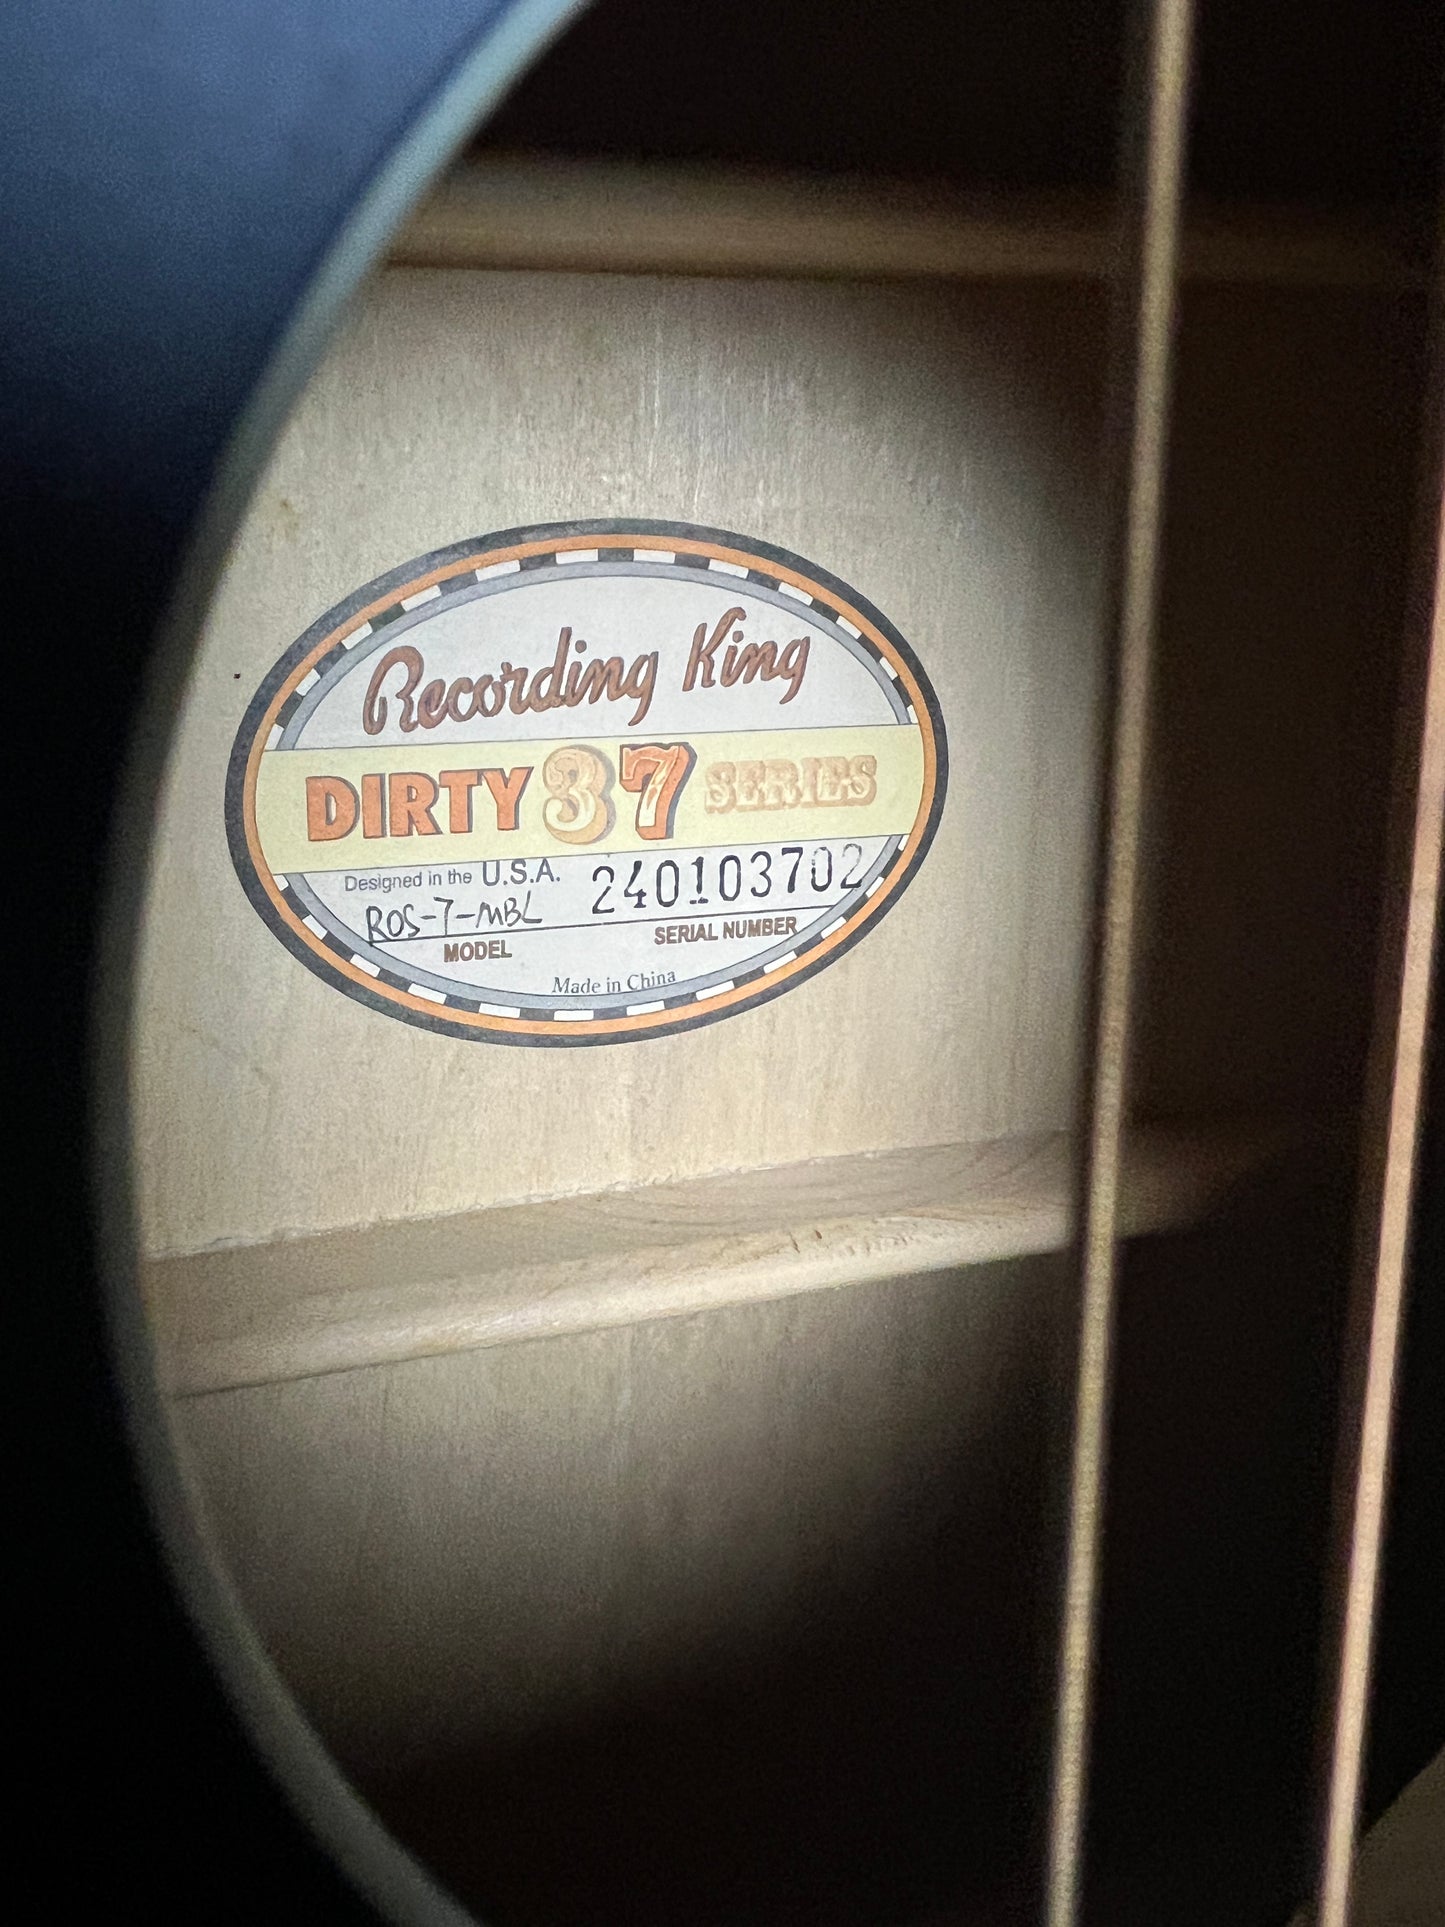 Recording King
DIRTY 37 SERIES
Designed in the U.S.A. 240103702
ROS-7-MBL
MODEL SERIAL NUMBER
Made in China